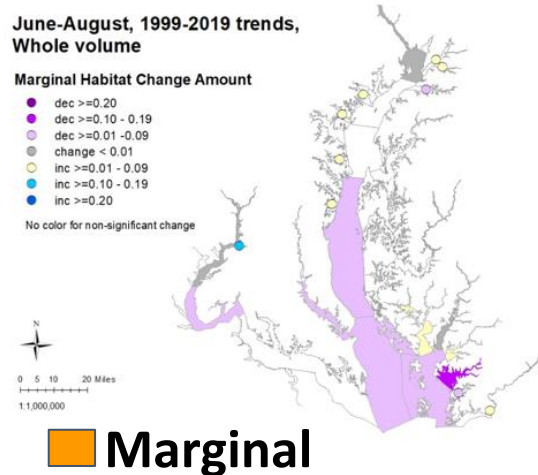 June-August, 1999-2019 trends,
Whole volume
Marginal Habitat Change Amount
dec >=0.20
dec >=0.10 - 0.19
dec >=0.01 -0.09
change < 0.01
inc >=0.01 - 0.09
inc >=0.10 - 0.19
inc >=0.20
No color for non-significant change
N
0 5 10 20 Miles
1:1,000,000
Marginal